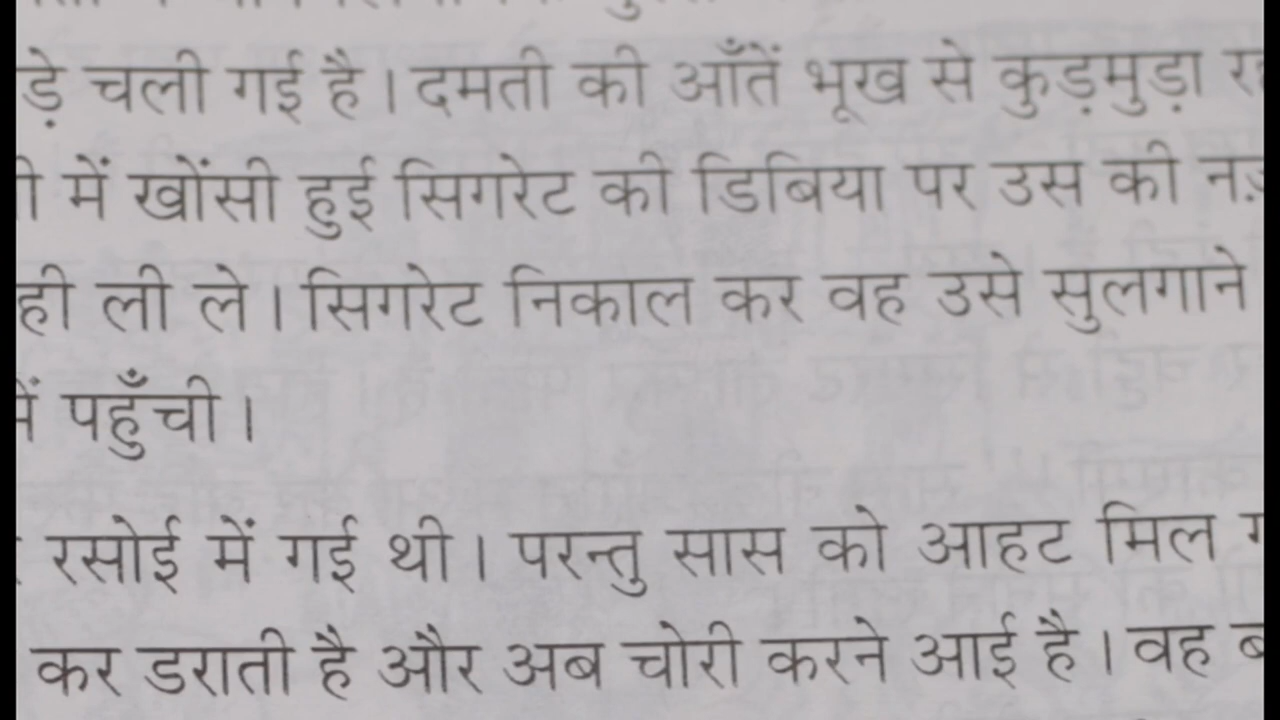 ड़े चली गई है । दमती की आँतें भूख से कुड़मुड़ा
में खोंसी हुई सिगरेट की डिबिया पर उस की
ही ली ले । सिगरेट निकाल कर वह उसे सुलगाने
में पहुँची ।
रसोई में गई थी । परन्तु सास को आहट मिल
कर डराती है और अब चोरी करने आई है । वह